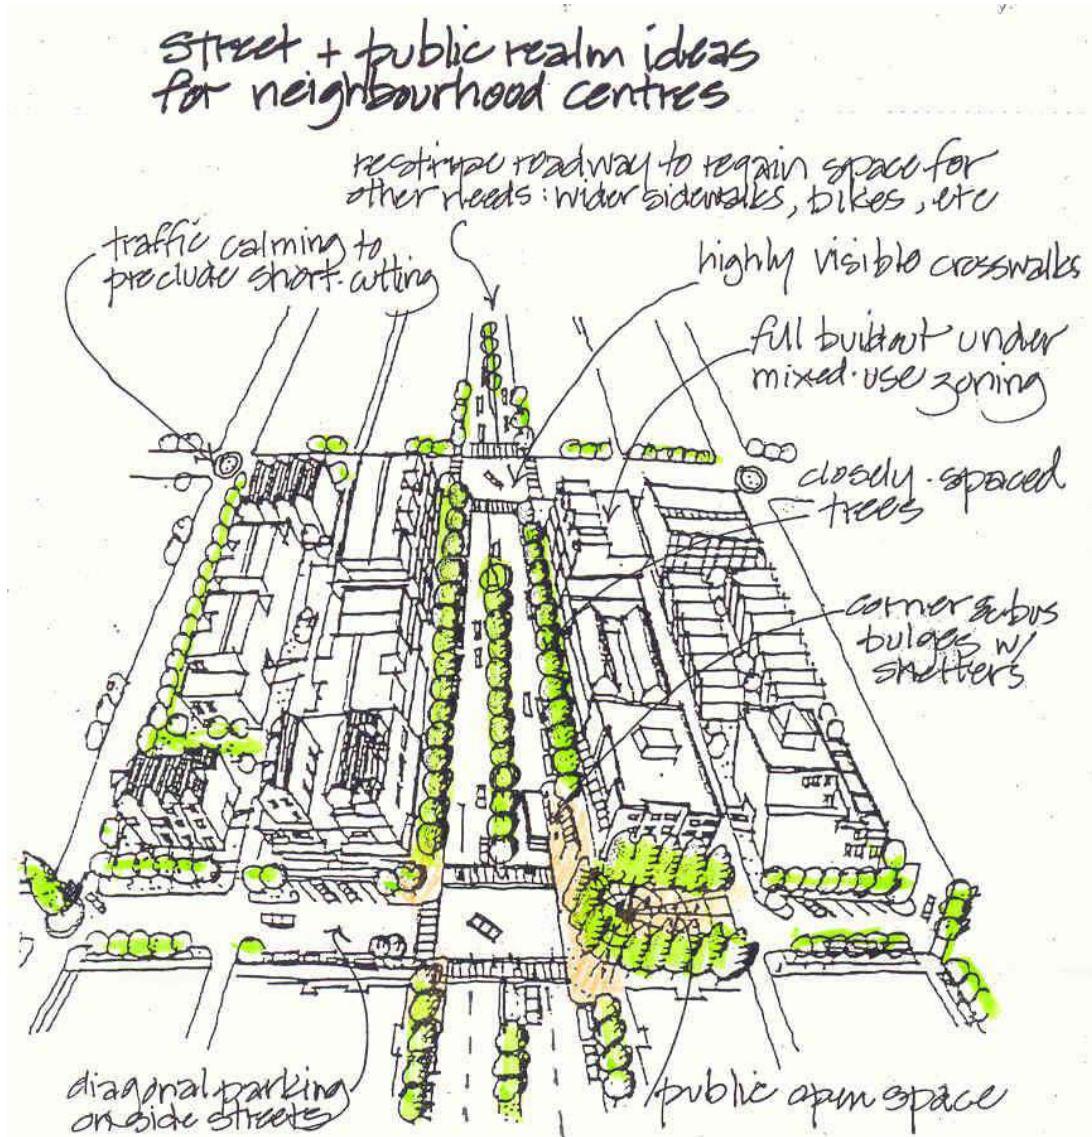 street + public realm ideas
for neighbourhood centres
restripe roadway to regain space for
other needs: wider sidewalks, bikes, etc
traffic calming to
preclude short-cutting
highly visible crosswalks
full buildout under
mixed-use zoning
closely-spaced
trees
corner & bus
bulges w/
shelters
diagonal parking
on side streets
public open space